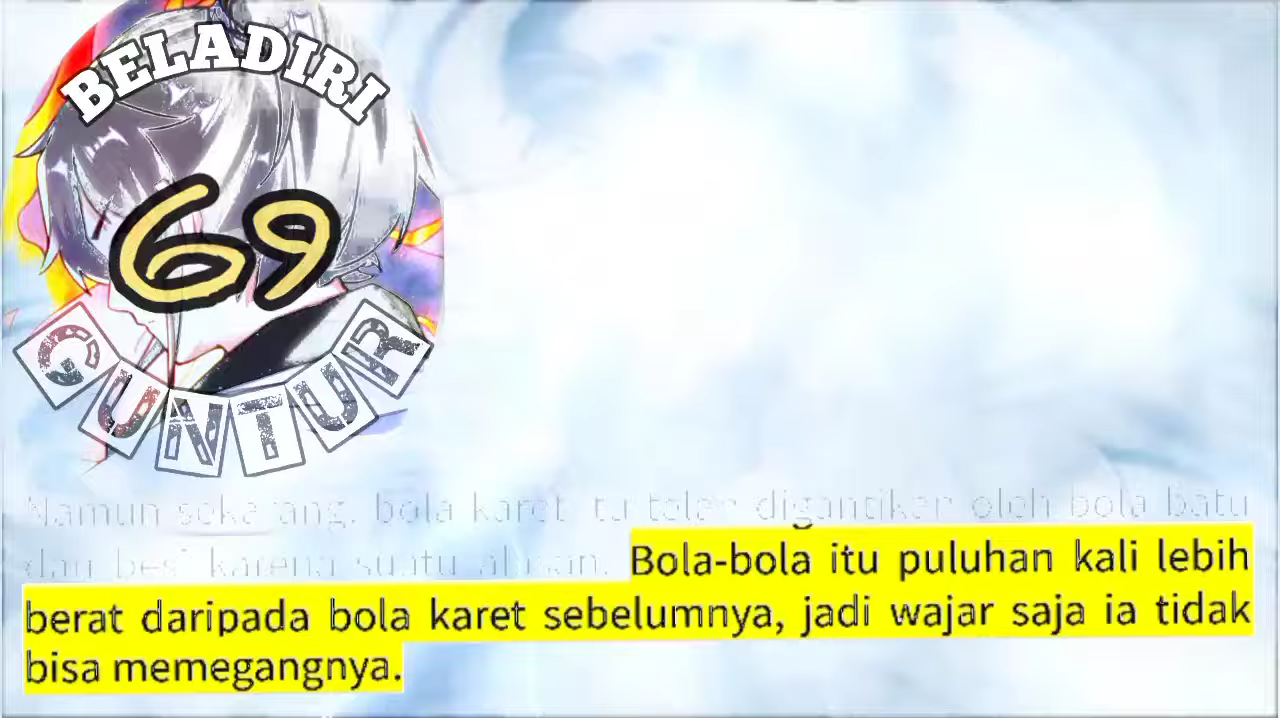 BELADIRI
69
GUNTUR
Namun sekarang, bola karet itu telah digantikan oleh bola batu
dan besi karena suatu alasan. Bola-bola itu puluhan kali lebih
berat daripada bola karet sebelumnya, jadi wajar saja ia tidak
bisa memegangnya.